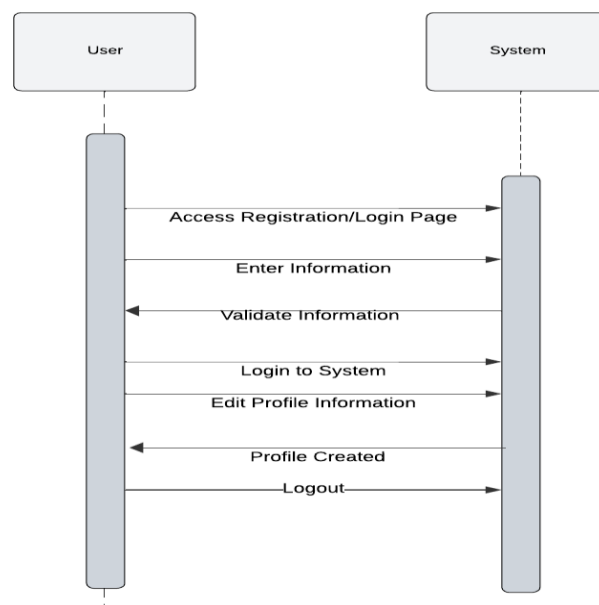 User
System
Access Registration/Login Page
Enter Information
Validate Information
Login to System
Edit Profile Information
Profile Created
Logout